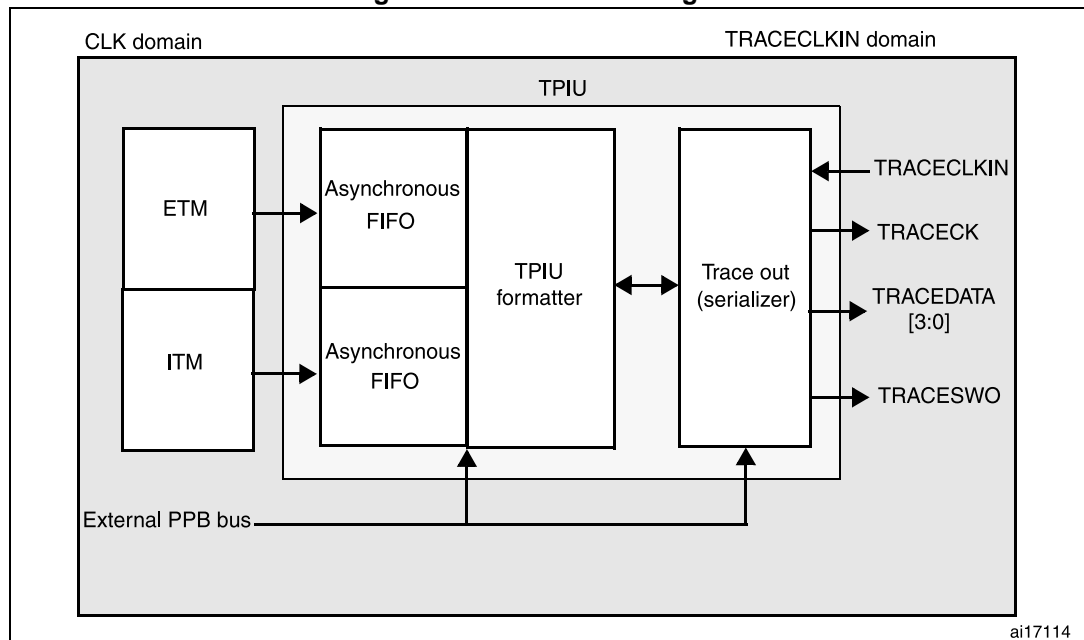 CLK domain
TRACECLKIN domain
TPIU
ETM
Asynchronous
FIFO
TPIU
formatter
Trace out
(serializer)
TRACECLKIN
TRACECK
TRACEDATA
[3:0]
TRACESWO
ITM
Asynchronous
FIFO
External PPB bus
ai17114